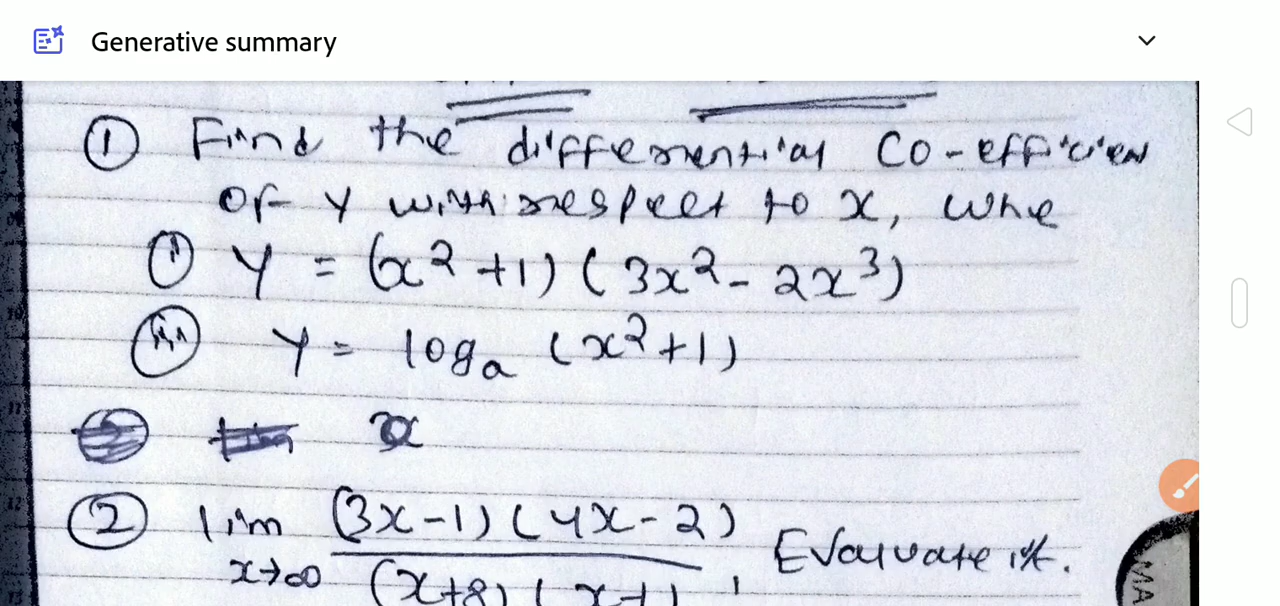 Generative summary
① Find the differential Co-efficien
of y with respect to x, whe
ⓘ y = (x² +1) ( 3x² - 2x³)
ⓘⓘ y = logₐ (x²+1)
x
② lim (3x-1) (4x-2)
x→∞ (x+8) (x+1) , Evaluate it.
MA